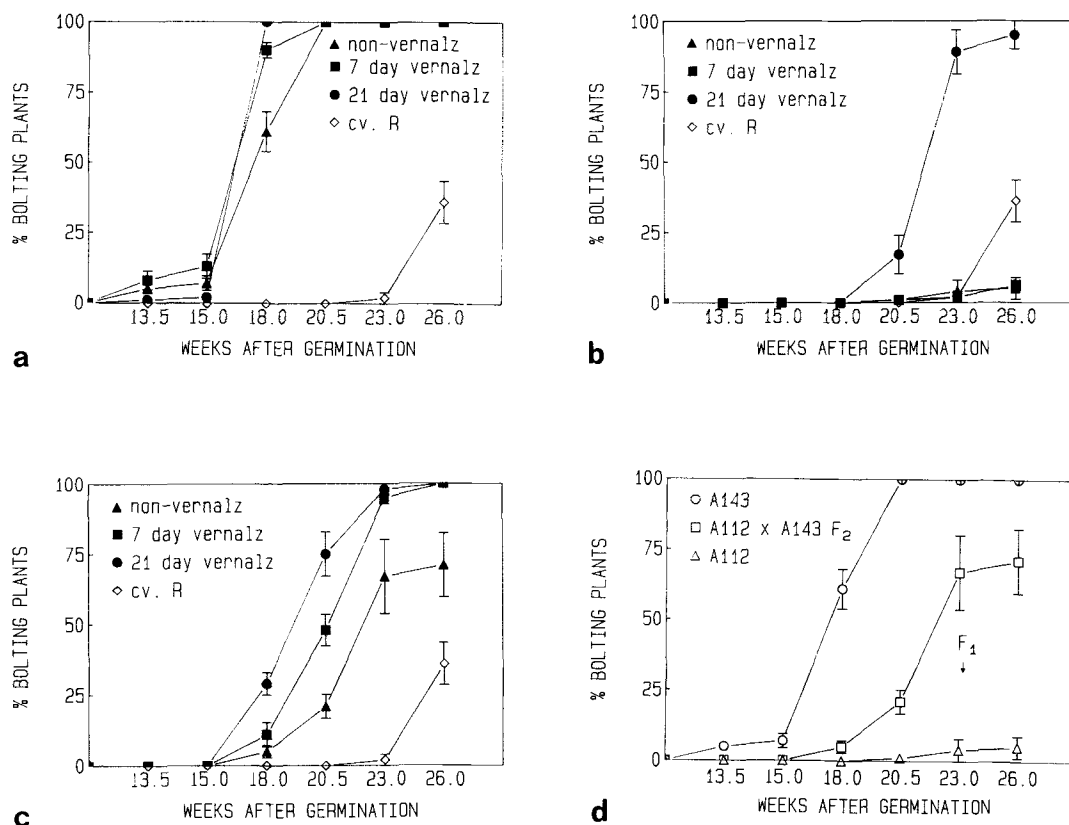 100
75
50
25
0
% BOLTING PLANTS
non-vernalz
7 day vernalz
21 day vernalz
cv. R
13.5 15.0 18.0 20.5 23.0 26.0
WEEKS AFTER GERMINATION
a
100
75
50
25
0
% BOLTING PLANTS
non-vernalz
7 day vernalz
21 day vernalz
cv. R
13.5 15.0 18.0 20.5 23.0 26.0
WEEKS AFTER GERMINATION
b
100
75
50
25
0
% BOLTING PLANTS
non-vernalz
7 day vernalz
21 day vernalz
cv. R
13.5 15.0 18.0 20.5 23.0 26.0
WEEKS AFTER GERMINATION
c
100
75
50
25
0
% BOLTING PLANTS
A143
A112 x A143 F2
A112
F1
13.5 15.0 18.0 20.5 23.0 26.0
WEEKS AFTER GERMINATION
d